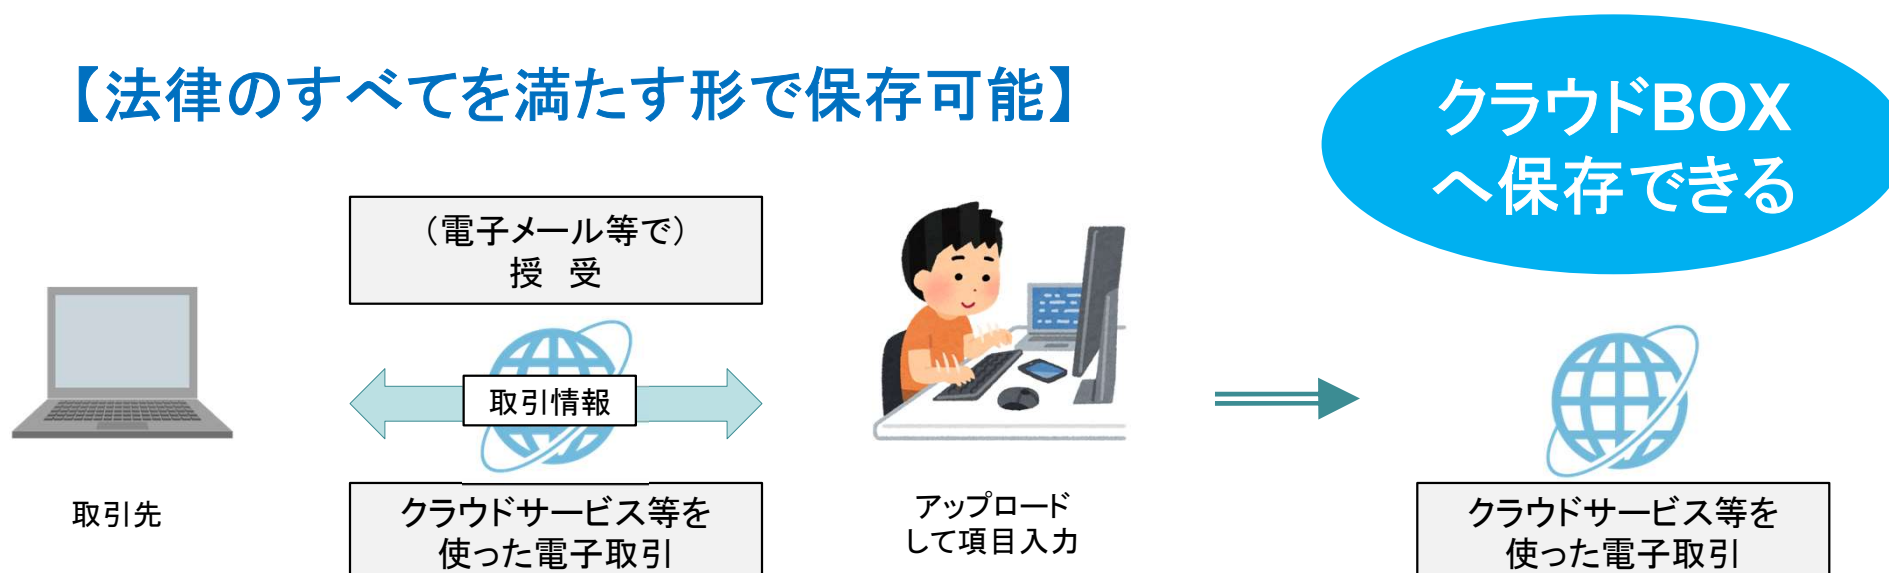 【法律のすべてを満たす形で保存可能】
クラウドBOX
へ保存できる
（電子メール等で）
授　受
取引情報
取引先
クラウドサービス等を
使った電子取引
アップロード
して項目入力
クラウドサービス等を
使った電子取引